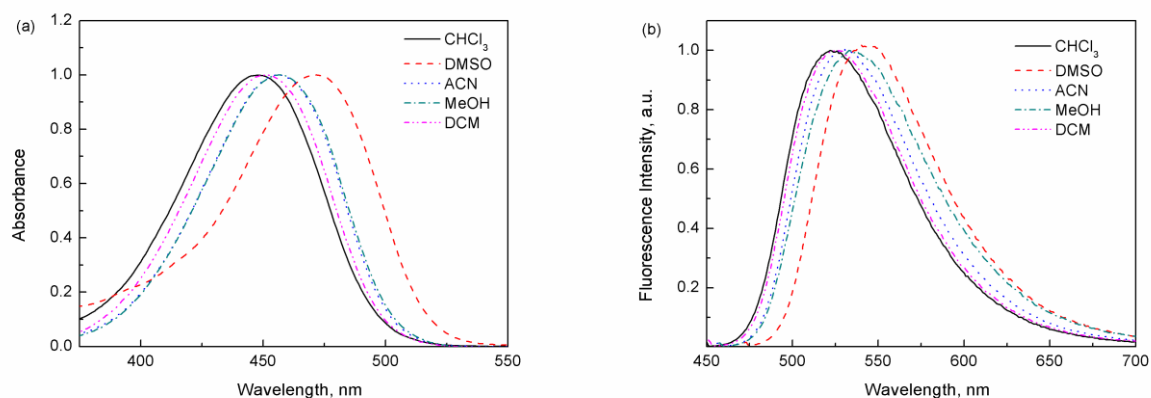 (a)
1.2
1.0
0.8
0.6
0.4
0.2
0.0
400
450
500
550
Absorbance
Wavelength, nm
CHCl₃
DMSO
ACN
MeOH
DCM
(b)
1.0
0.8
0.6
0.4
0.2
450
500
550
600
650
700
Fluorescence Intensity, a.u.
Wavelength, nm
CHCl₃
DMSO
ACN
MeOH
DCM